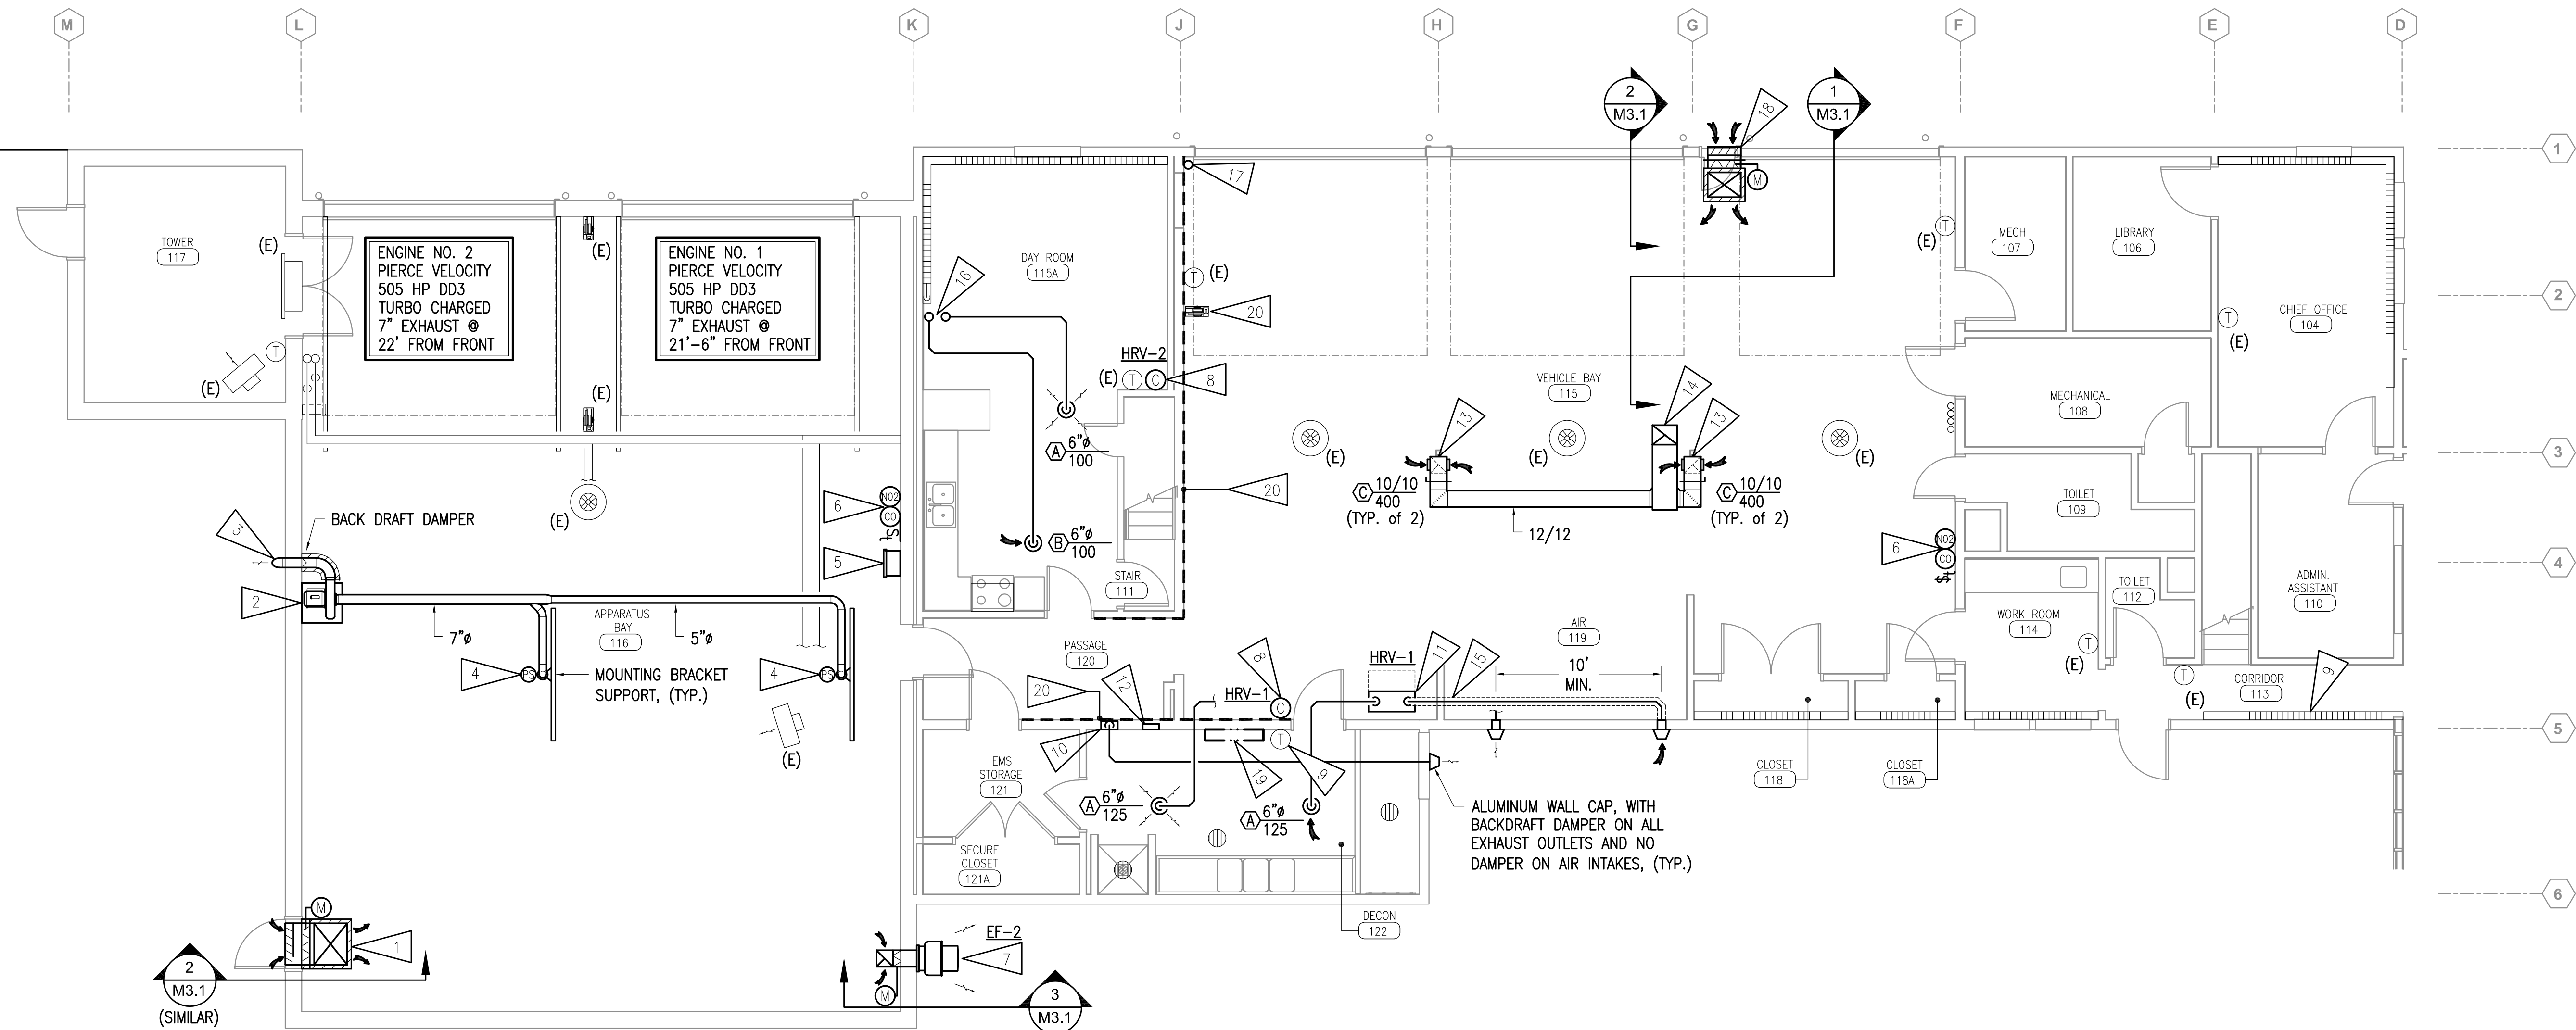 M
L
K
J
H
G
F
E
D
2
M3.1
1
M3.1
18
1
17
M
TOWER
117
(E)
ENGINE NO. 2
PIERCE VELOCITY
505 HP DD3
TURBO CHARGED
7" EXHAUST @
22' FROM FRONT
(E)
ENGINE NO. 1
PIERCE VELOCITY
505 HP DD3
TURBO CHARGED
7" EXHAUST @
21'-6" FROM FRONT
DAY ROOM
115A
16
T
(E)
20
T
(E)
MECH
107
LIBRARY
106
2
CHIEF OFFICE
104
T
(E)
T
(E)
(E)
HRV-2
(E)
T
C
8
VEHICLE BAY
115
14
13
13
MECHANICAL
108
A
6"ø
100
(E)
(E)
(E)
3
C
10/10
400
(TYP. of 2)
C
10/10
400
(TYP. of 2)
12/12
20
TOILET
109
BACK DRAFT DAMPER
3
(E)
6
NO2
CO
St
5
B
6"ø
100
STAIR
111
6
NO2
CO
St
4
2
APPARATUS
BAY
116
7"ø
5"ø
TOILET
112
ADMIN.
ASSISTANT
110
WORK ROOM
114
T
(E)
AIR
119
10'
MIN.
PASSAGE
120
4
PS
MOUNTING BRACKET
SUPPORT, (TYP.)
4
PS
20
12
HRV-1
8
C
HRV-1
11
15
T
(E)
CORRIDOR
113
9
5
(E)
10
19
T
9
EMS
STORAGE
121
CLOSET
118
CLOSET
118A
A
6"ø
125
A
6"ø
125
ALUMINUM WALL CAP, WITH
BACKDRAFT DAMPER ON ALL
EXHAUST OUTLETS AND NO
DAMPER ON AIR INTAKES, (TYP.)
SECURE
CLOSET
121A
6
DECON
122
M
1
2
M3.1
(SIMILAR)
EF-2
7
M
3
M3.1